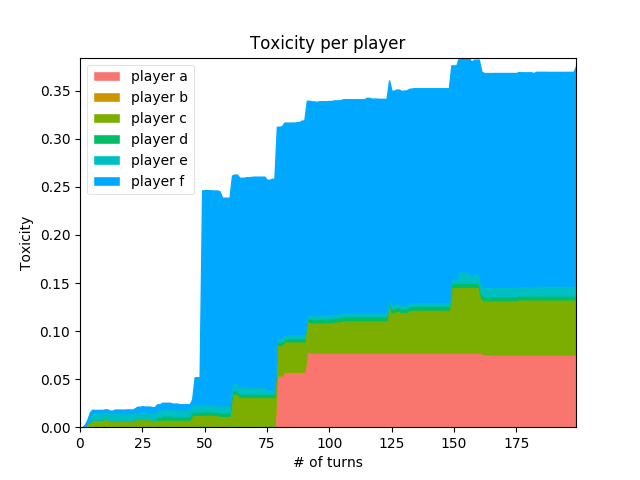 Toxicity per player
player a
player b
player c
player d
player e
player f
0.35
0.30
0.25
0.20
0.15
0.10
0.05
0.00
Toxicity
0 25 50 75 100 125 150 175
# of turns